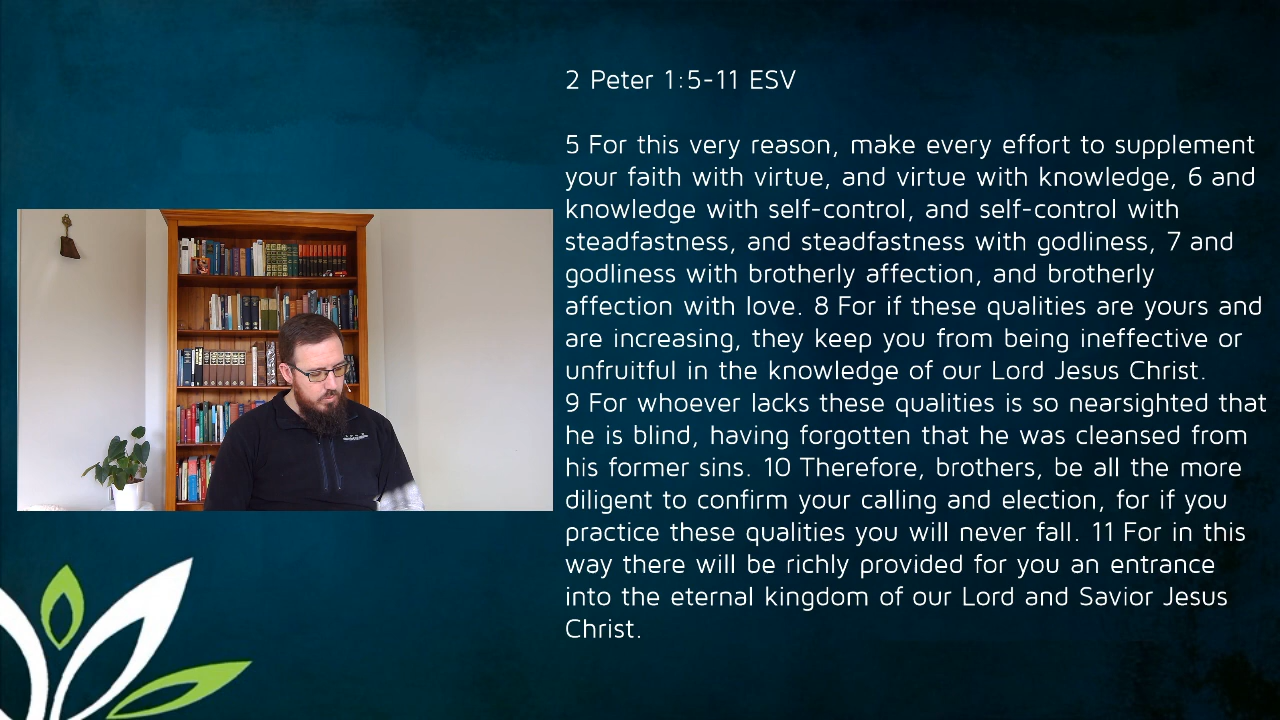 2 Peter 1:5-11 ESV
5 For this very reason, make every effort to supplement
your faith with virtue, and virtue with knowledge, 6 and
knowledge with self-control, and self-control with
steadfastness, and steadfastness with godliness, 7 and
godliness with brotherly affection, and brotherly
affection with love. 8 For if these qualities are yours and
are increasing, they keep you from being ineffective or
unfruitful in the knowledge of our Lord Jesus Christ.
9 For whoever lacks these qualities is so nearsighted that
he is blind, having forgotten that he was cleansed from
his former sins. 10 Therefore, brothers, be all the more
diligent to confirm your calling and election, for if you
practice these qualities you will never fall. 11 For in this
way there will be richly provided for you an entrance
into the eternal kingdom of our Lord and Savior Jesus
Christ.